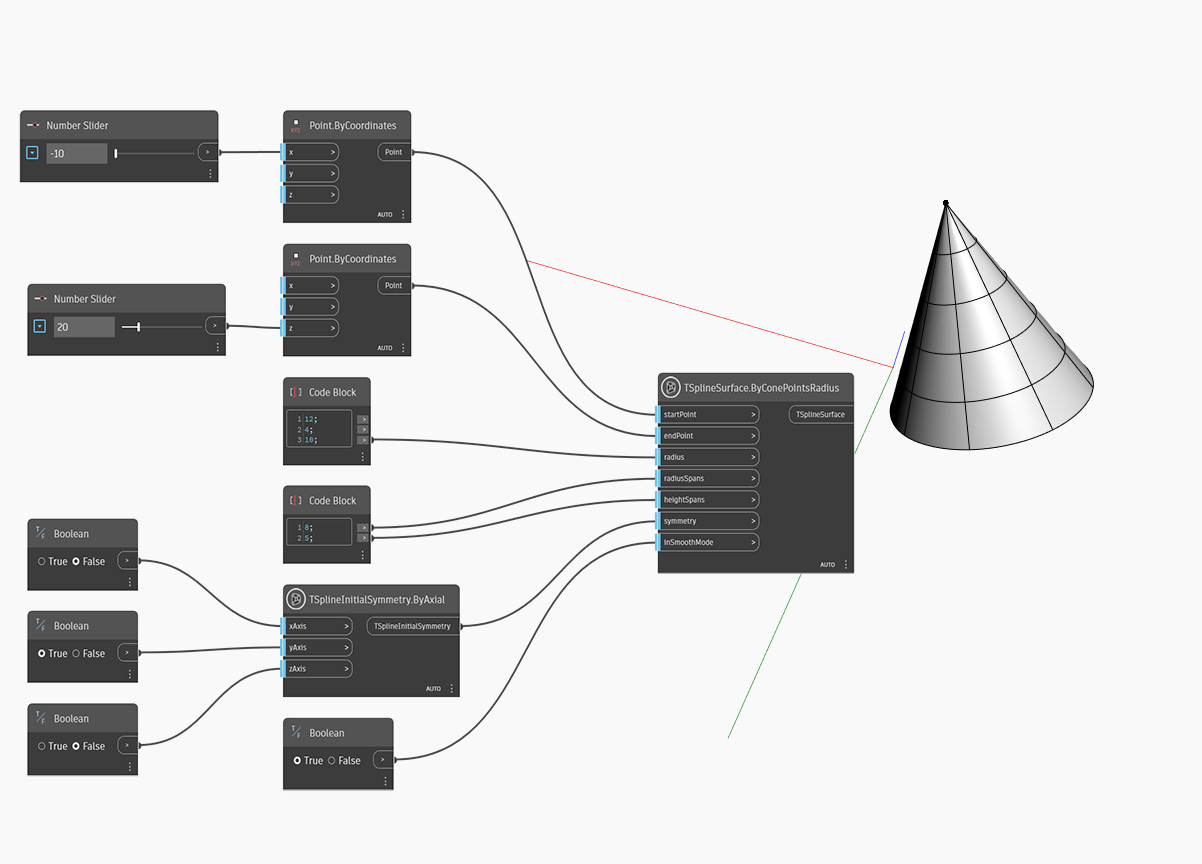 Number Slider
-10
>
Point.ByCoordinates
XYZ
x >
y >
z >
Point
AUTO
Number Slider
20
>
Point.ByCoordinates
XYZ
x >
y >
z >
Point
AUTO
Code Block
1 12; >
2 4; >
3 10; >
Code Block
1 8; >
2 5; >
T/F Boolean
True False >
T/F Boolean
True False >
T/F Boolean
True False >
TSplineInitialSymmetry.ByAxial
xAxis >
yAxis >
zAxis >
TSplineInitialSymmetry
AUTO
T/F Boolean
True False >
TSplineSurface.ByConePointsRadius
startPoint >
endPoint >
radius >
radiusSpans >
heightSpans >
symmetry >
inSmoothMode >
TSplineSurface
AUTO